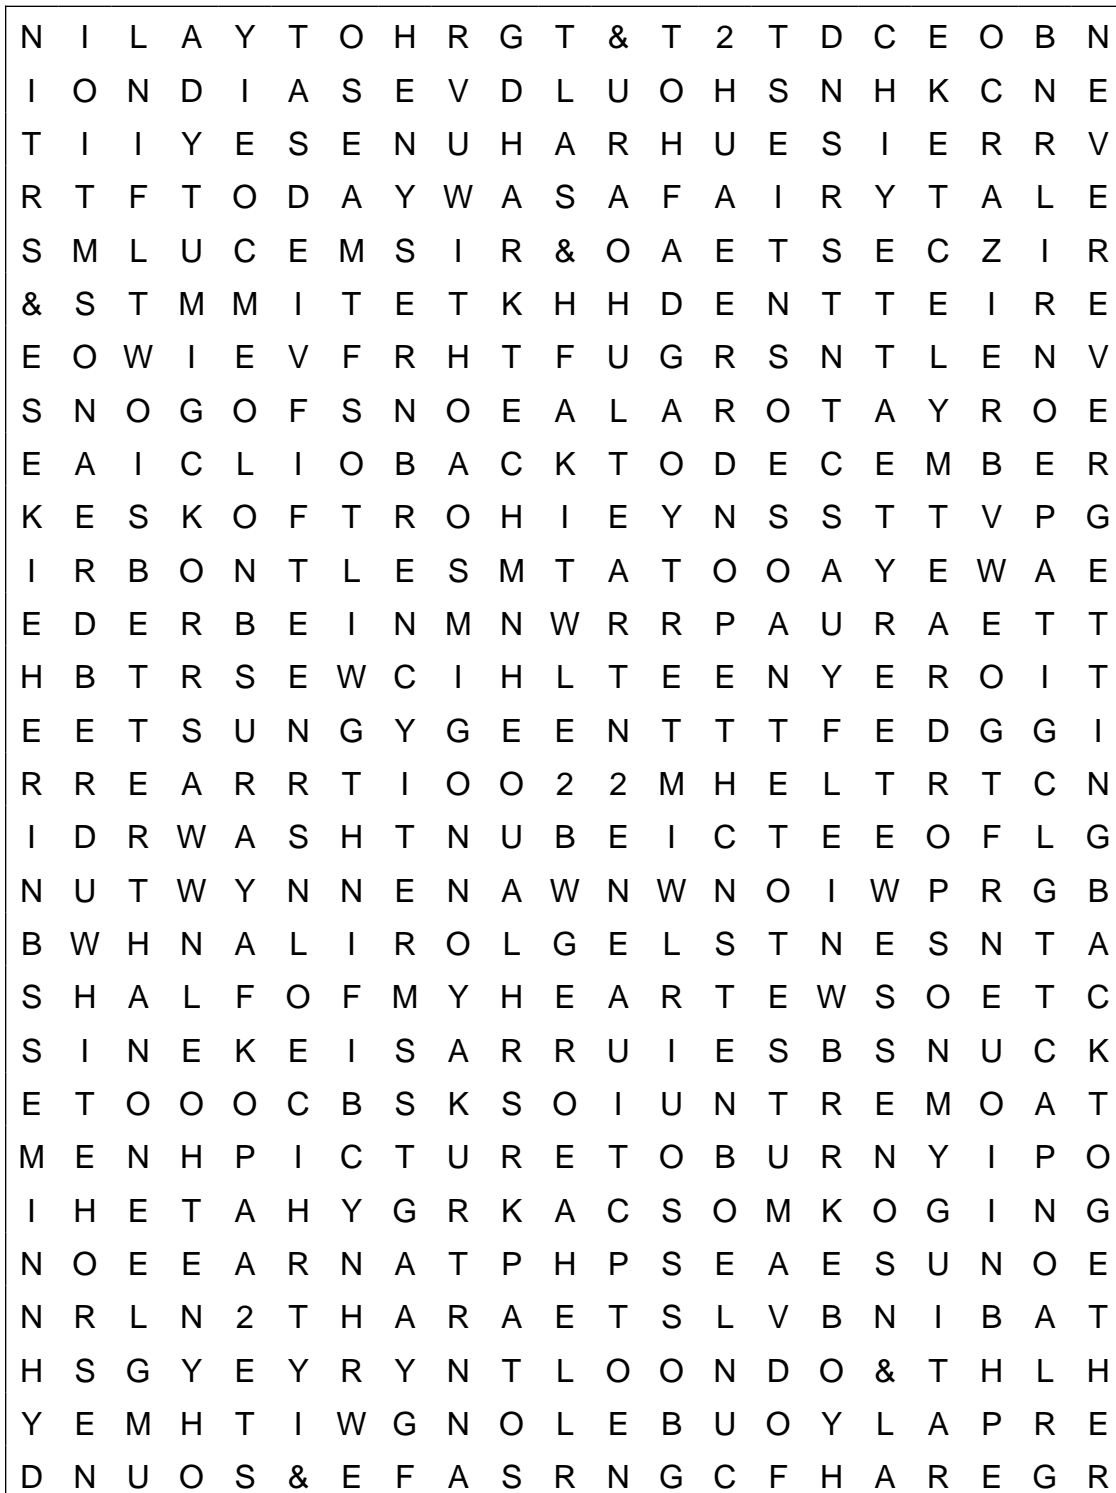 N I L A Y T O H R G T & T 2 T D C E O B N
I O N D I A S E V D L U O H S N H K C N E
T I I Y E S E N U H A R H U E S I E R R V
R T F T O D A Y W A S A F A I R Y T A L E
S M L U C E M S I R & O A E T S E C Z I R
& S T M M I T E T K H H D E N T T E I R E
E O W I E V F R H T F U G R S N T L E N V
S N O G O F S N O E A L A R O T A Y R O E
E A I C L I O B A C K T O D E C E M B E R
K E S K O F T R O H I E Y N S S T T V P G
I R B O N T L E S M T A T O O A Y E W A E
E D E R B E I N M N W R R P A U R A E T T
H B T R S E W C I H L T E E N Y E R O I T
E E T S U N G Y G E E N T T T F E D G G I
R R E A R R T I O O 2 2 M H E L T R T C N
I D R W A S H T N U B E I C T E E O F L G
N U T W Y N N E N A W N W N O I W P R G B
B W H N A L I R O L G E L S T N E S N T A
S H A L F O F M Y H E A R T E W S O E T C
S I N E K E I S A R R U I E S B S N U C K
E T O O O C B S K S O I U N T R E M O A T
M E N H P I C T U R E T O B U R N Y I P O
I H E T A H Y G R K A C S O M K O G I N G
N O E E A R N A T P H P S E A E S U N O E
N R L N 2 T H A R A E T S L V B N I B A T
H S G Y E Y R Y N T L O O N D O & T H L H
Y E M H T I W G N O L E B U O Y L A P R E
D N U O S & E F A S R N G C F H A R E G R